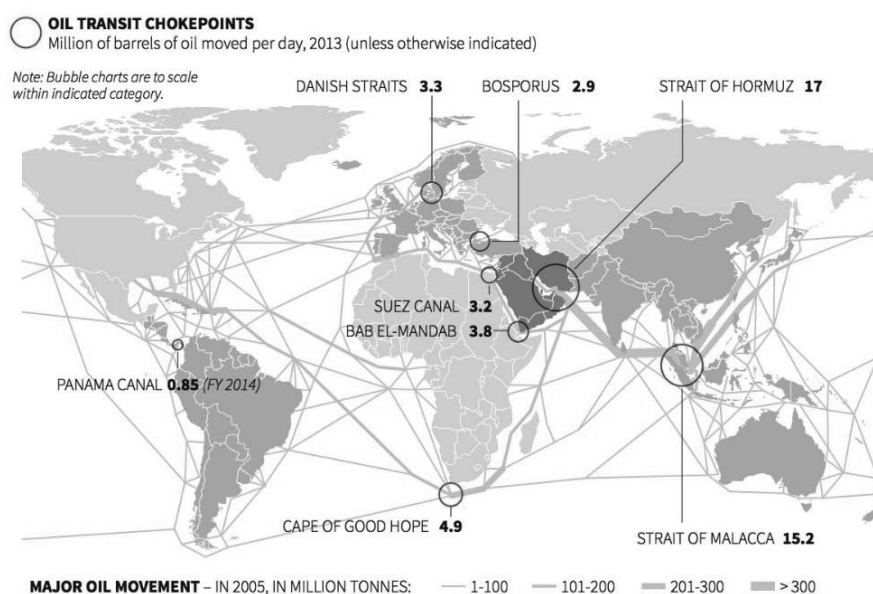 OIL TRANSIT CHOKEPOINTS
Million of barrels of oil moved per day, 2013 (unless otherwise indicated)
Note: Bubble charts are to scale
within indicated category.
DANISH STRAITS 3.3
BOSPORUS 2.9
STRAIT OF HORMUZ 17
SUEZ CANAL 3.2
BAB EL-MANDAB 3.8
PANAMA CANAL 0.85 (FY 2014)
CAPE OF GOOD HOPE 4.9
STRAIT OF MALACCA 15.2
MAJOR OIL MOVEMENT – IN 2005, IN MILLION TONNES: 1-100 101-200 201-300 > 300